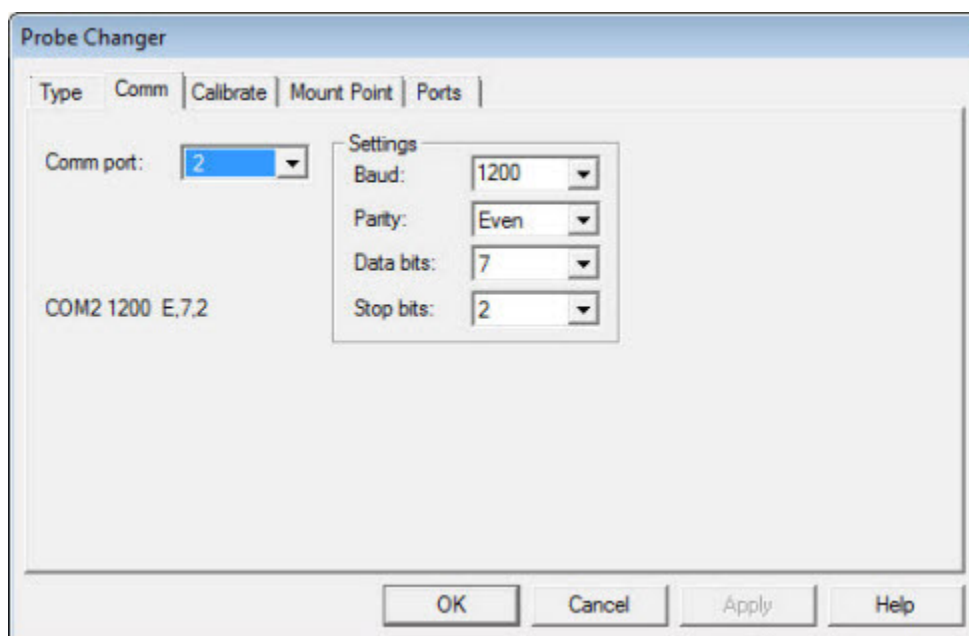 Probe Changer
Type Comm Calibrate Mount Point Ports
Comm port: 2
Settings
Baud: 1200
Parity: Even
Data bits: 7
Stop bits: 2
COM2 1200 E,7,2
OK Cancel Apply Help